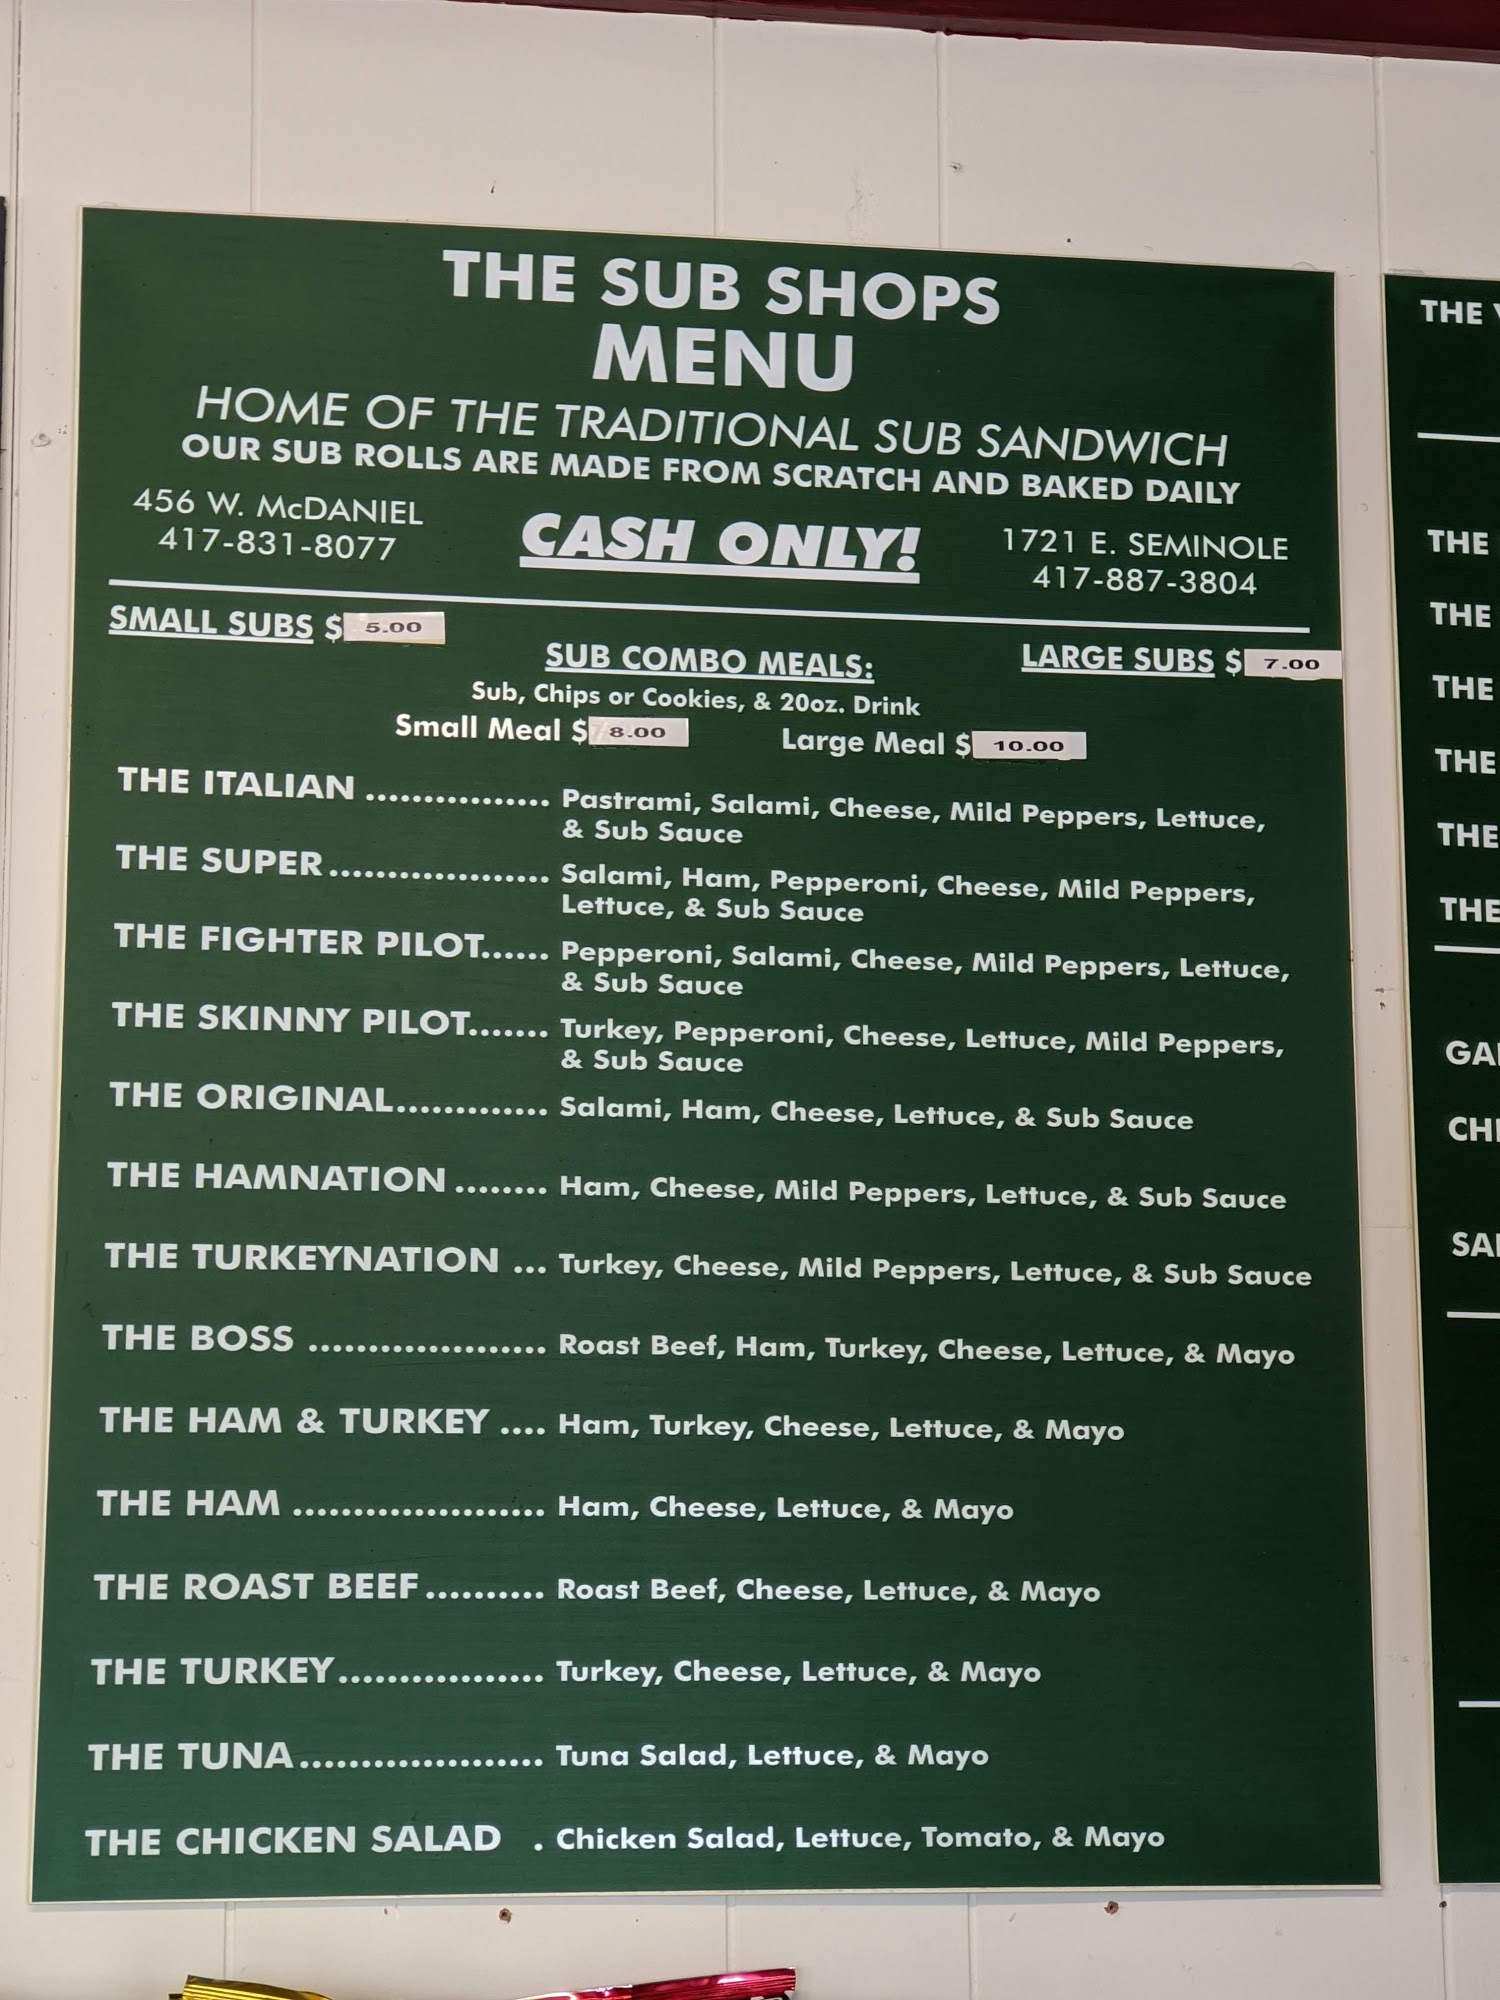 THE SUB SHOPS
MENU
HOME OF THE TRADITIONAL SUB SANDWICH
OUR SUB ROLLS ARE MADE FROM SCRATCH AND BAKED DAILY
456 W. McDANIEL
417-831-8077
CASH ONLY!
1721 E. SEMINOLE
417-887-3804
SMALL SUBS $ 5.00
SUB COMBO MEALS:
LARGE SUBS $ 7.00
Sub, Chips or Cookies, & 20oz. Drink
Small Meal $ 8.00
Large Meal $ 10.00
THE ITALIAN ................ Pastrami, Salami, Cheese, Mild Peppers, Lettuce,
& Sub Sauce
THE SUPER................... Salami, Ham, Pepperoni, Cheese, Mild Peppers,
Lettuce, & Sub Sauce
THE FIGHTER PILOT...... Pepperoni, Salami, Cheese, Mild Peppers, Lettuce,
& Sub Sauce
THE SKINNY PILOT....... Turkey, Pepperoni, Cheese, Lettuce, Mild Peppers,
& Sub Sauce
THE ORIGINAL............. Salami, Ham, Cheese, Lettuce, & Sub Sauce
THE HAMNATION ........ Ham, Cheese, Mild Peppers, Lettuce, & Sub Sauce
THE TURKEYNATION ... Turkey, Cheese, Mild Peppers, Lettuce, & Sub Sauce
THE BOSS .................... Roast Beef, Ham, Turkey, Cheese, Lettuce, & Mayo
THE HAM & TURKEY .... Ham, Turkey, Cheese, Lettuce, & Mayo
THE HAM ..................... Ham, Cheese, Lettuce, & Mayo
THE ROAST BEEF.......... Roast Beef, Cheese, Lettuce, & Mayo
THE TURKEY................. Turkey, Cheese, Lettuce, & Mayo
THE TUNA.................... Tuna Salad, Lettuce, & Mayo
THE CHICKEN SALAD . Chicken Salad, Lettuce, Tomato, & Mayo
THE
THE
THE
THE
THE
THE
THE